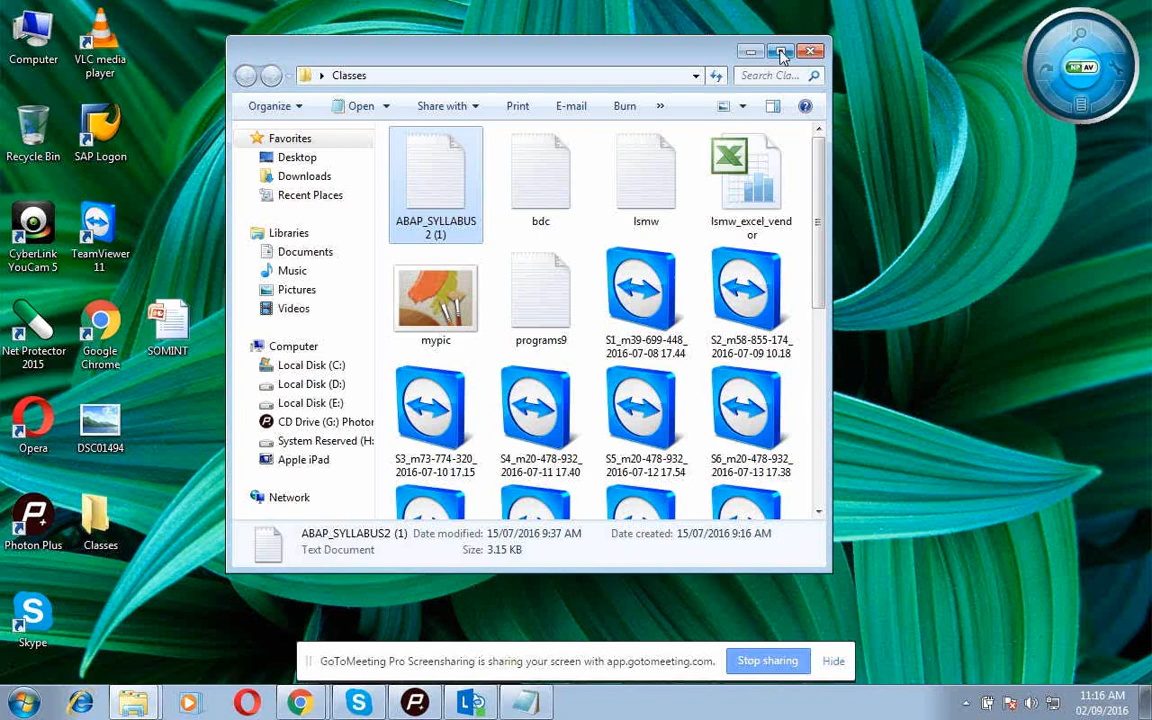 Computer
VLC media
player
Recycle Bin
SAP Logon
CyberLink
YouCam 5
TeamViewer
11
Net Protector
2015
Google
Chrome
SOMINT
Opera
DSC01494
Photon Plus
Classes
Skype
Classes
Search Cla...
Organize
Open
Share with
Print
E-mail
Burn
»
Favorites
Desktop
Downloads
Recent Places
Libraries
Documents
Music
Pictures
Videos
Computer
Local Disk (C:)
Local Disk (D:)
Local Disk (E:)
CD Drive (G:) Photon
System Reserved (H:
Apple iPad
Network
ABAP_SYLLABUS
2 (1)
bdc
lsmw
lsmw_excel_vend
or
mypic
programs9
S1_m39-699-448_
2016-07-08 17.44
S2_m58-855-174_
2016-07-09 10.18
S3_m73-774-320_
2016-07-10 17.15
S4_m20-478-932_
2016-07-11 17.40
S5_m20-478-932_
2016-07-12 17.54
S6_m20-478-932_
2016-07-13 17.38
ABAP_SYLLABUS2 (1) Date modified: 15/07/2016 9:37 AM Date created: 15/07/2016 9:16 AM
Text Document Size: 3.15 KB
GoToMeeting Pro Screensharing is sharing your screen with app.gotomeeting.com. Stop sharing Hide
NP AV
11:16 AM
02/09/2016